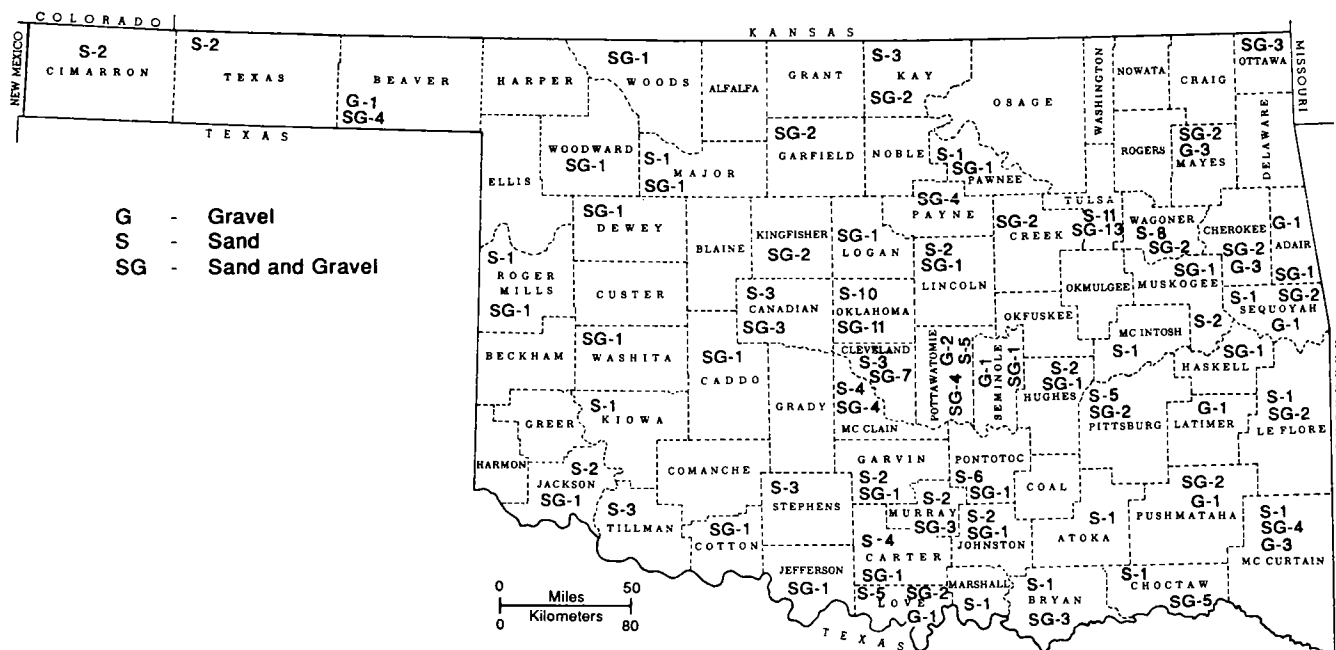 COLORADO
KANSAS
NEW MEXICO
MISSOURI
TEXAS
S-2
CIMARRON
S-2
TEXAS
BEAVER
G-1
SG-4
HARPER
SG-1
WOODS
ALFALFA
GRANT
S-3
KAY
SG-2
OSAGE
WASHINGTON
NOWATA
CRAIG
SG-3
OTTAWA
ELLIS
WOODWARD
SG-1
S-1
MAJOR
SG-1
SG-2
GARFIELD
NOBLE
S-1
SG-1
PAWNEE
ROGERS
SG-2
G-3
MAYES
DELAWARE
G - Gravel
S - Sand
SG - Sand and Gravel
S-1
ROGER
MILLS
SG-1
SG-1
DEWEY
BLAINE
KINGFISHER
SG-2
SG-1
LOGAN
SG-4
PAYNE
SG-2
CREEK
TULSA
S-11
SG-13
WAGONER
S-8
SG-2
CHEROKEE
SG-2
G-3
G-1
ADAIR
SG-1
CUSTER
S-3
CANADIAN
SG-3
S-10
OKLAHOMA
SG-11
S-2
SG-1
LINCOLN
OKMULGEE
SG-1
MUSKOGEE
S-2
S-1
SG-2
SEQUOYAH
G-1
BECKHAM
SG-1
WASHITA
SG-1
CADDO
GRADY
CLEVELAND
S-3
SG-7
POTTAWATOMIE
G-2
SG-4
S-5
SEMINOLE
G-1
SG-1
OKFUSKEE
MC INTOSH
S-1
SG-1
HASKELL
S-4
SG-4
MC CLAIN
S-2
SG-1
HUGHES
S-5
SG-2
PITTSBURG
G-1
LATIMER
S-1
SG-2
LE FLORE
GREER
S-1
KIOWA
HARMON
S-2
JACKSON
SG-1
COMANCHE
S-3
STEPHENS
GARVIN
S-2
SG-1
PONTOTOC
S-6
SG-1
COAL
S-3
TILLMAN
SG-1
COTTON
S-2
MURRAY
SG-3
S-2
SG-1
JOHNSTON
S-1
ATOKA
SG-2
G-1
PUSHMATAHA
S-1
SG-4
G-3
MC CURTAIN
JEFFERSON
SG-1
S-4
CARTER
SG-1
S-5
SG-2
LOVE
G-1
MARSHALL
S-1
S-1
BRYAN
SG-3
S-1
CHOCTAW
SG-5
0 50
Miles
Kilometers
0 80
TEXAS